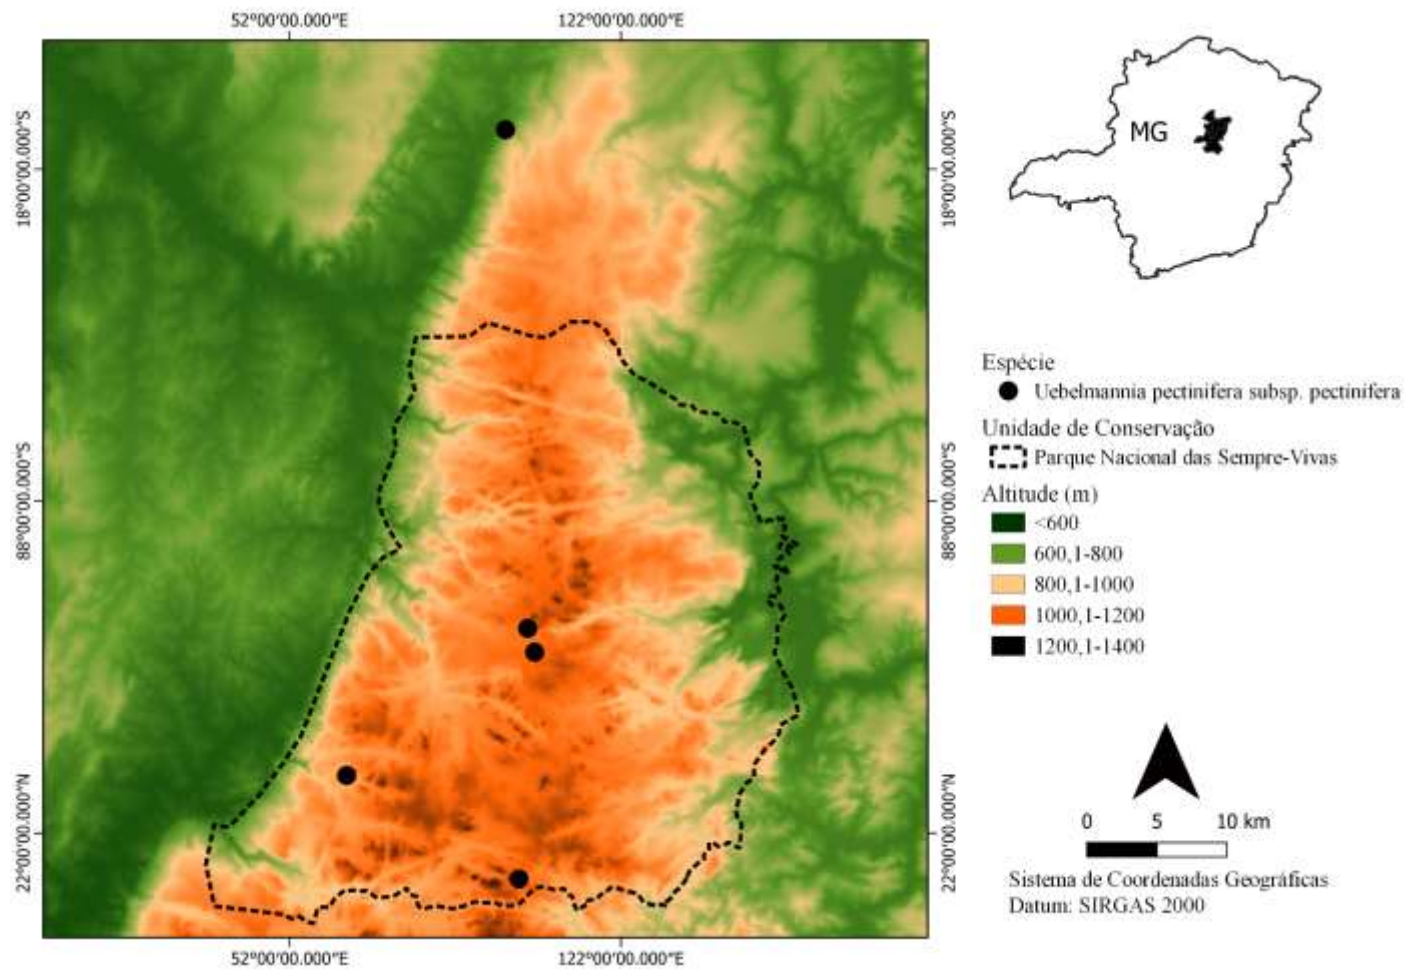 52°00'00.000"E
122°00'00.000"E
18°00'00.000"S
18°00'00.000"S
MG
Espécie
Uebelmannia pectinifera subsp. pectinifera
Unidade de Conservação
Parque Nacional das Sempre-Vivas
88°00'00.000"S
88°00'00.000"S
Altitude (m)
<600
600,1-800
800,1-1000
1000,1-1200
1200,1-1400
22°00'00.000"N
22°00'00.000"N
0 5 10 km
Sistema de Coordenadas Geográficas
Datum: SIRGAS 2000
52°00'00.000"E
122°00'00.000"E